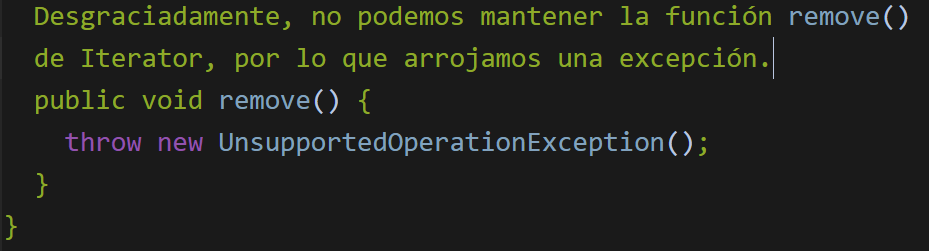 Desgraciadamente, no podemos mantener la función remove()
de Iterator, por lo que arrojamos una excepción.
public void remove() {
throw new UnsupportedOperationException();
}
}